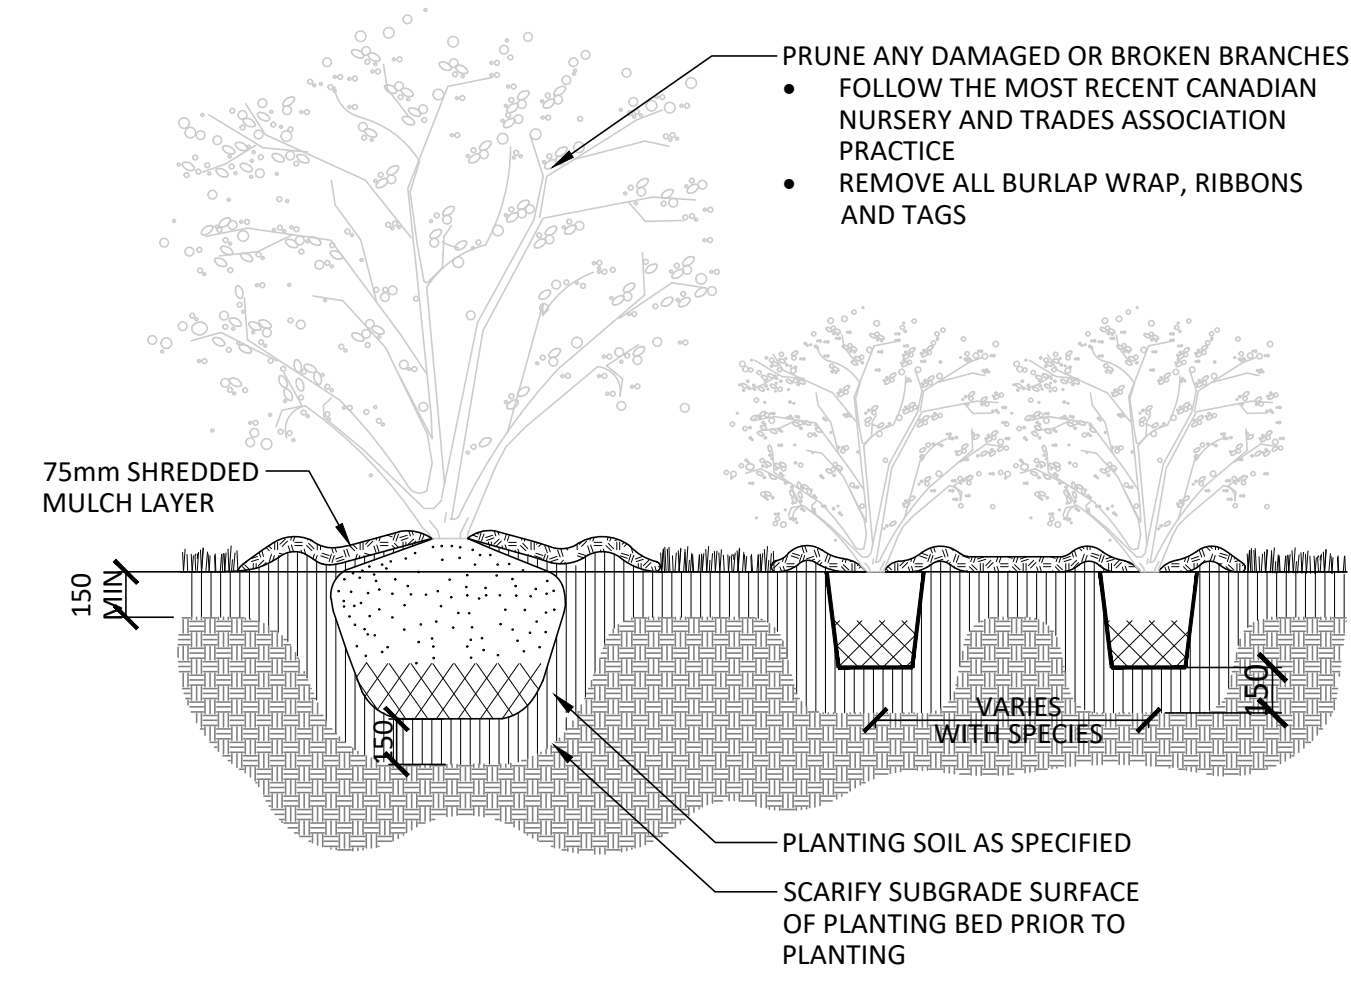 PRUNE ANY DAMAGED OR BROKEN BRANCHES
• FOLLOW THE MOST RECENT CANADIAN
NURSERY AND TRADES ASSOCIATION
PRACTICE
• REMOVE ALL BURLAP WRAP, RIBBONS
AND TAGS
75mm SHREDDED
MULCH LAYER
150
MIN
150
150
VARIES
WITH SPECIES
PLANTING SOIL AS SPECIFIED
SCARIFY SUBGRADE SURFACE
OF PLANTING BED PRIOR TO
PLANTING